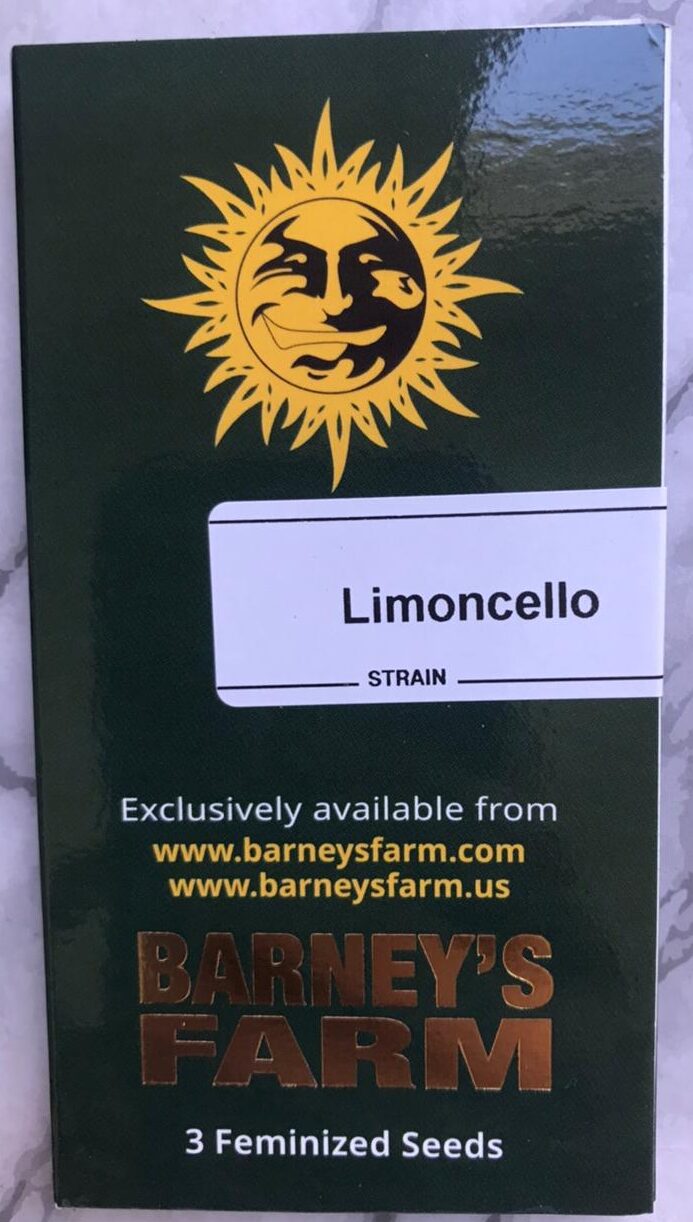 Limoncello
STRAIN
Exclusively available from
www.barneysfarm.com
www.barneysfarm.us
BARNEY'S
FARM
3 Feminized Seeds